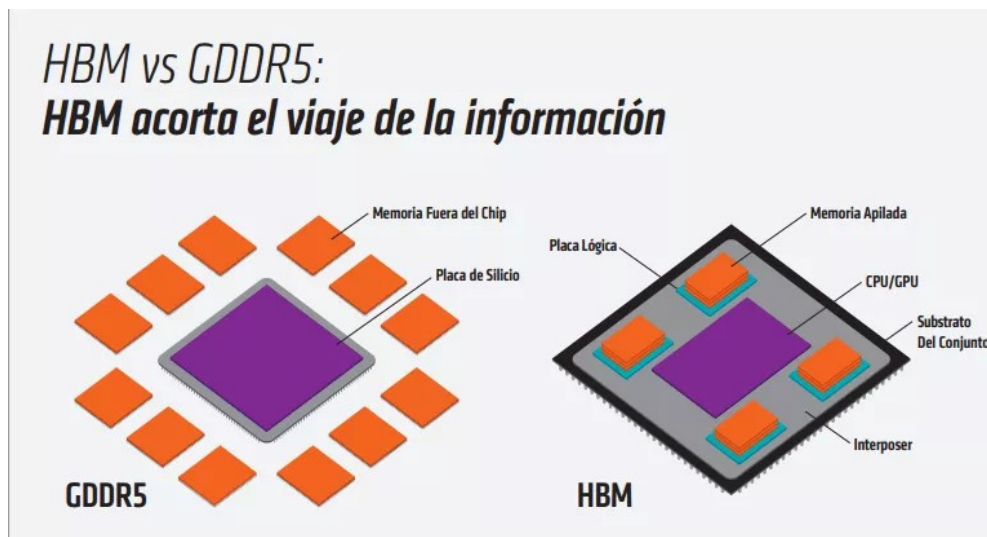 HBM vs GDDR5:
HBM acorta el viaje de la información
Memoria Fuera del Chip
Placa de Silicio
GDDR5
Memoria Apilada
Placa Lógica
CPU/GPU
Substrato
Del Conjunto
Interposer
HBM